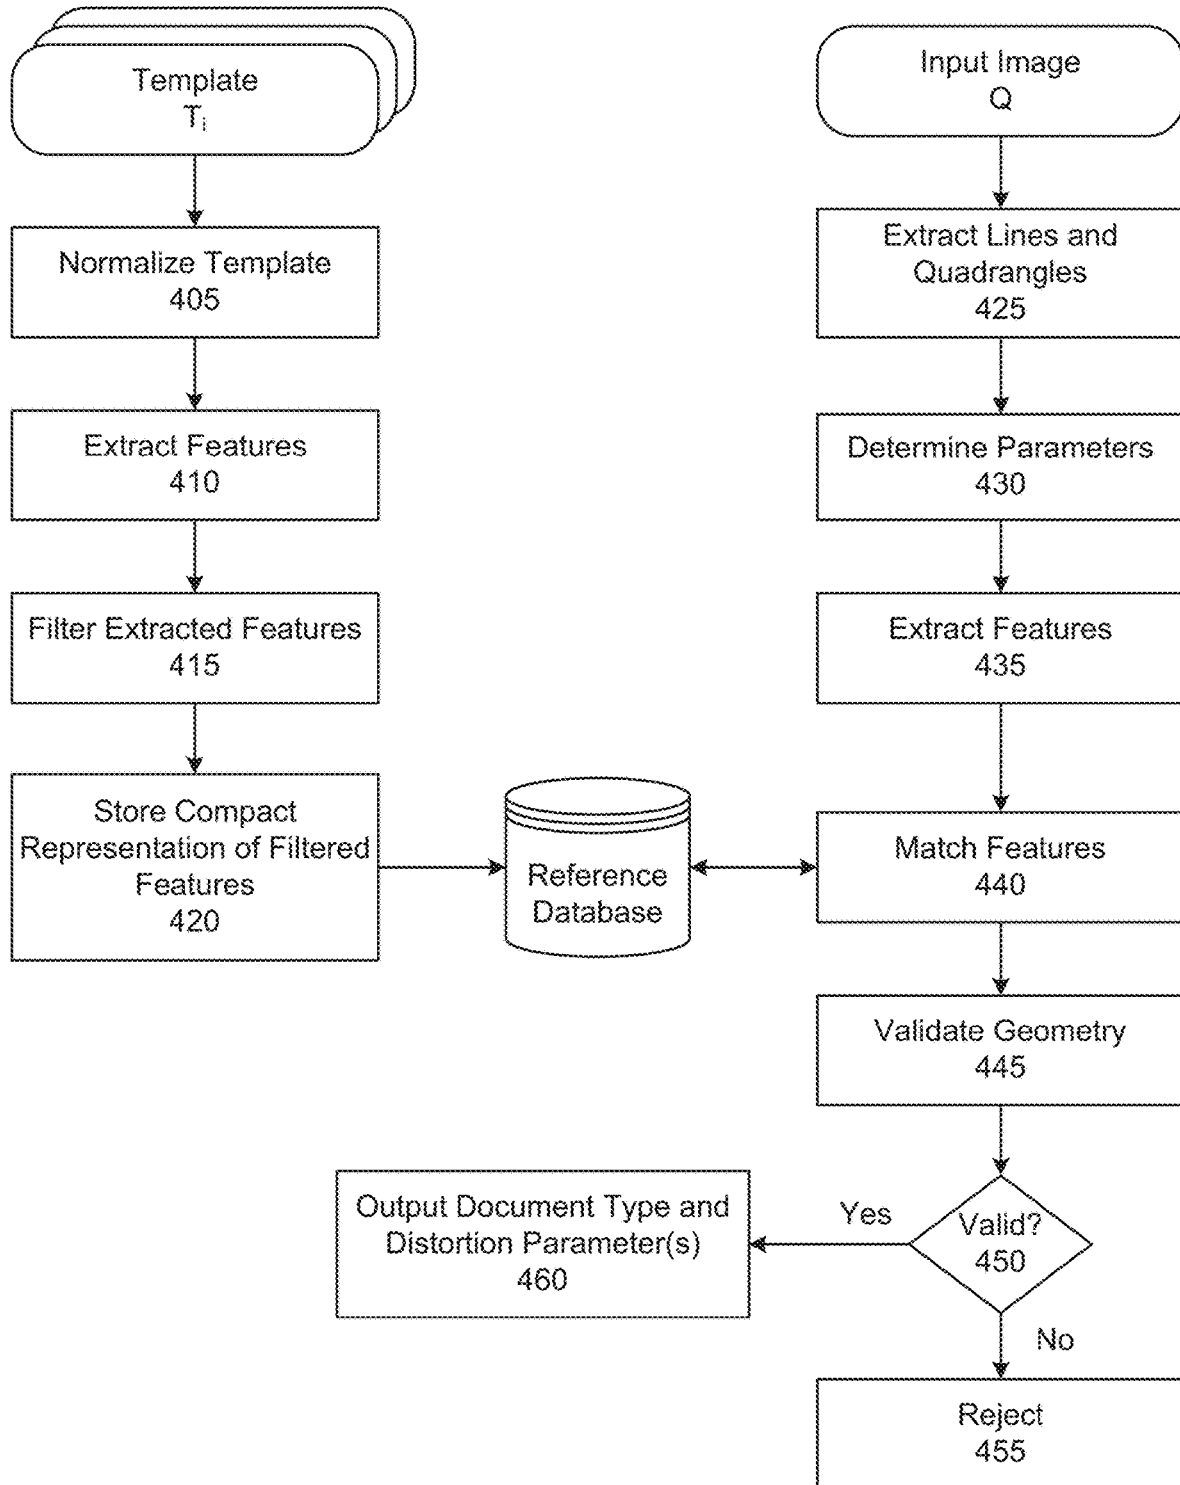 Template
Ti
Normalize Template
405
Extract Features
410
Filter Extracted Features
415
Store Compact
Representation of Filtered
Features
420
Reference
Database
Input Image
Q
Extract Lines and
Quadrangles
425
Determine Parameters
430
Extract Features
435
Match Features
440
Validate Geometry
445
Valid?
450
Yes
No
Output Document Type and
Distortion Parameter(s)
460
Reject
455